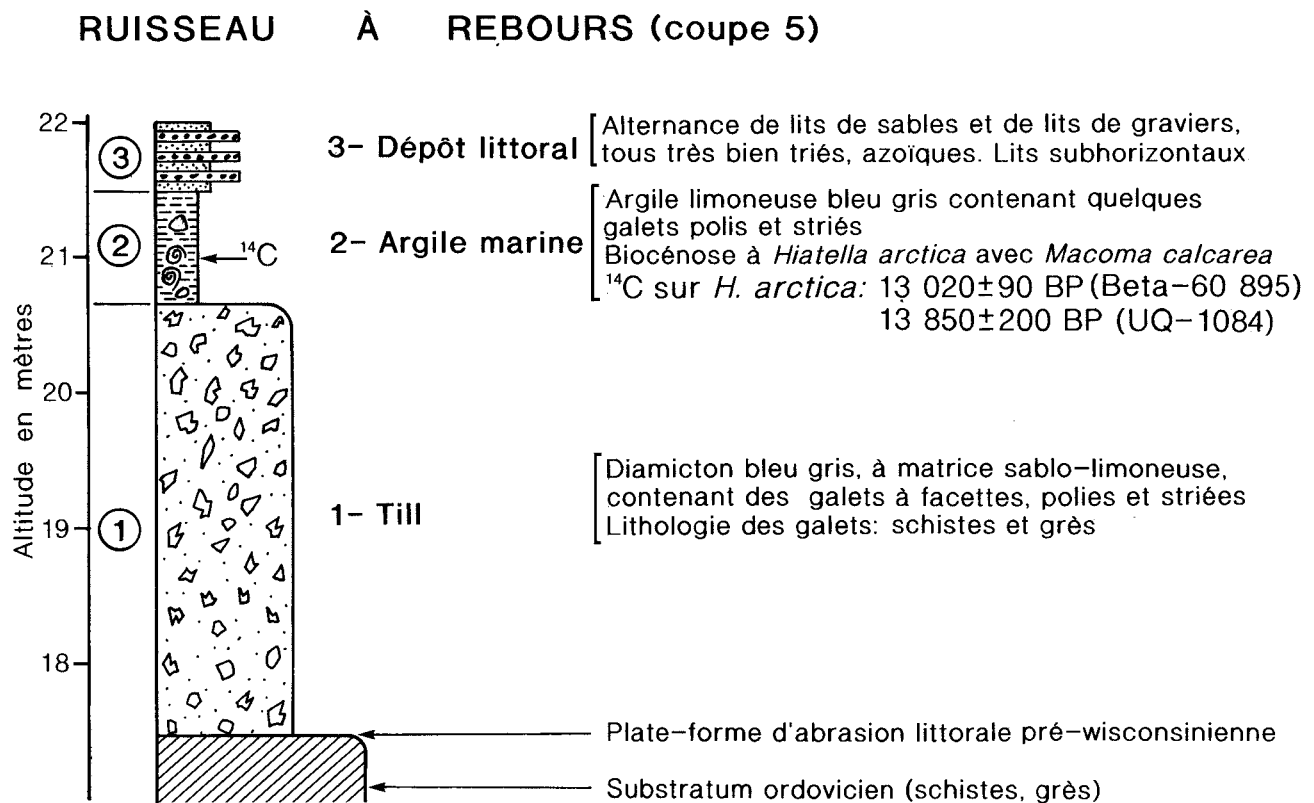 RUISSEAU À REBOURS (coupe 5)
22
3
3- Dépôt littoral
Alternance de lits de sables et de lits de graviers,
tous très bien triés, azoïques. Lits subhorizontaux
21
2
¹⁴C
2- Argile marine
Argile limoneuse bleu gris contenant quelques
galets polis et striés
Biocénose à Hiatella arctica avec Macoma calcarea
¹⁴C sur H. arctica: 13 020±90 BP (Beta-60 895)
13 850±200 BP (UQ-1084)
Altitude en mètres
20
19
18
1
1- Till
Diamicton bleu gris, à matrice sablo-limoneuse,
contenant des galets à facettes, polies et striées
Lithologie des galets: schistes et grès
Plate-forme d'abrasion littorale pré-wisconsinienne
Substratum ordovicien (schistes, grès)